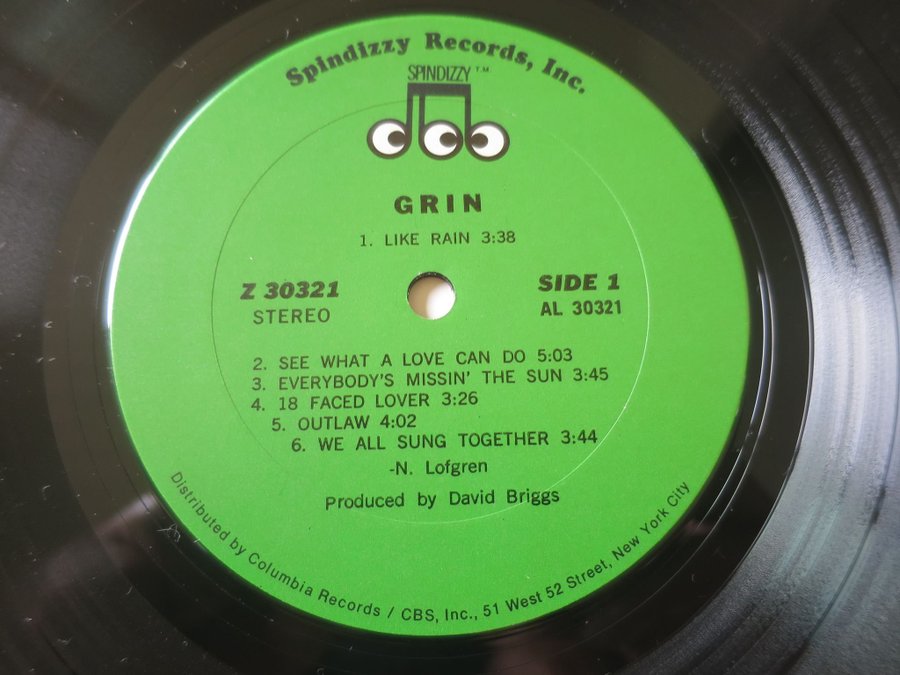 Spindizzy Records, Inc.
SPINDIZZY™
GRIN
1. LIKE RAIN 3:38
Z 30321
STEREO
SIDE 1
AL 30321
2. SEE WHAT A LOVE CAN DO 5:03
3. EVERYBODY'S MISSIN' THE SUN 3:45
4. 18 FACED LOVER 3:26
5. OUTLAW 4:02
6. WE ALL SUNG TOGETHER 3:44
-N. Lofgren
Produced by David Briggs
Distributed by Columbia Records / CBS, Inc., 51 West 52 Street, New York City